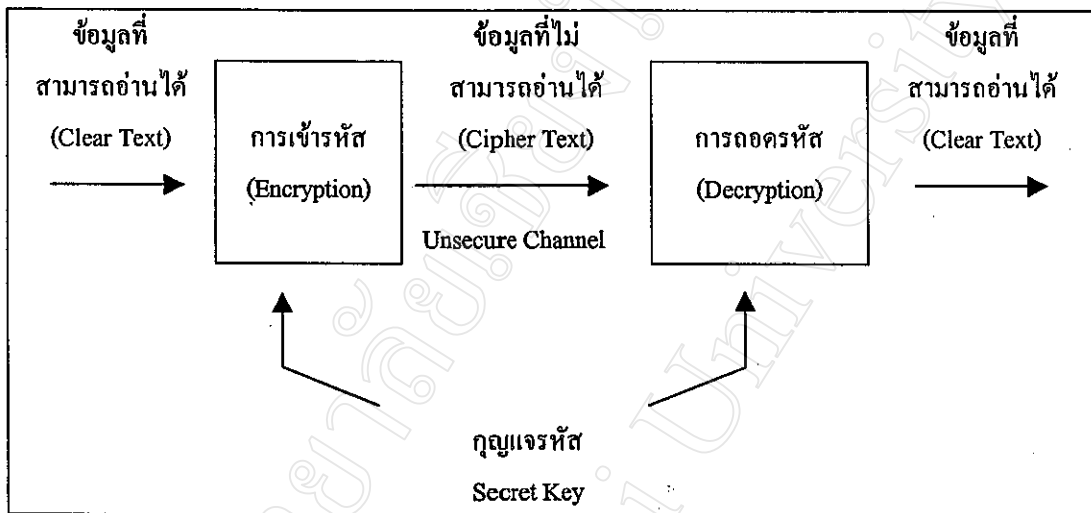 ข้อมูลที่
สามารถอ่านได้
(Clear Text)
การเข้ารหัส
(Encryption)
ข้อมูลที่ไม่
สามารถอ่านได้
(Cipher Text)
Unsecure Channel
การถอดรหัส
(Decryption)
ข้อมูลที่
สามารถอ่านได้
(Clear Text)
กุญแจรหัส
Secret Key
University